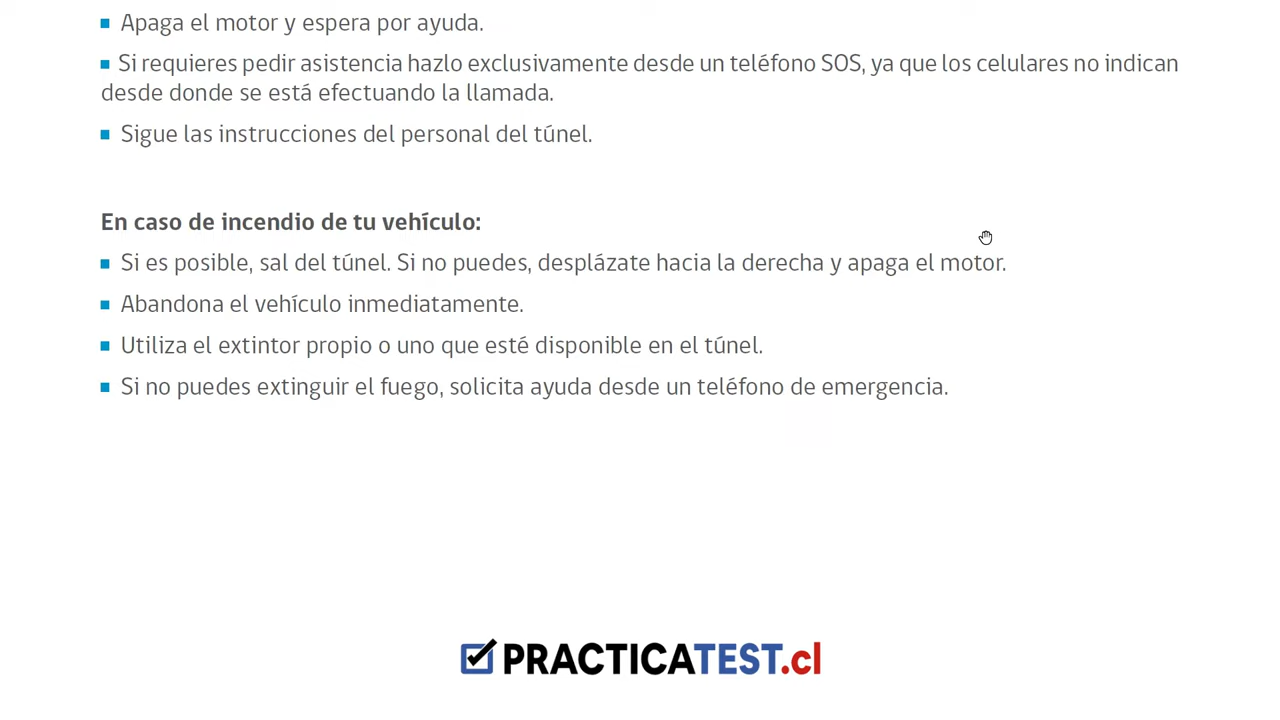 Apaga el motor y espera por ayuda.
Si requieres pedir asistencia hazlo exclusivamente desde un teléfono SOS, ya que los celulares no indican
desde donde se está efectuando la llamada.
Sigue las instrucciones del personal del túnel.
En caso de incendio de tu vehículo:
Si es posible, sal del túnel. Si no puedes, desplázate hacia la derecha y apaga el motor.
Abandona el vehículo inmediatamente.
Utiliza el extintor propio o uno que esté disponible en el túnel.
Si no puedes extinguir el fuego, solicita ayuda desde un teléfono de emergencia.
PRACTICATEST.cl